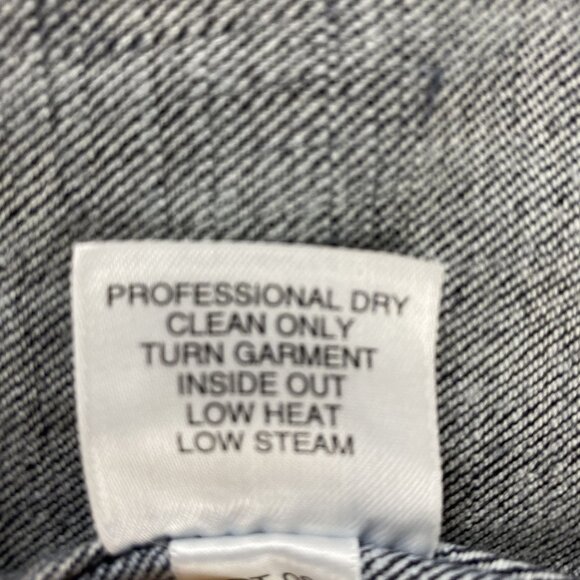 PROFESSIONAL DRY
CLEAN ONLY
TURN GARMENT
INSIDE OUT
LOW HEAT
LOW STEAM